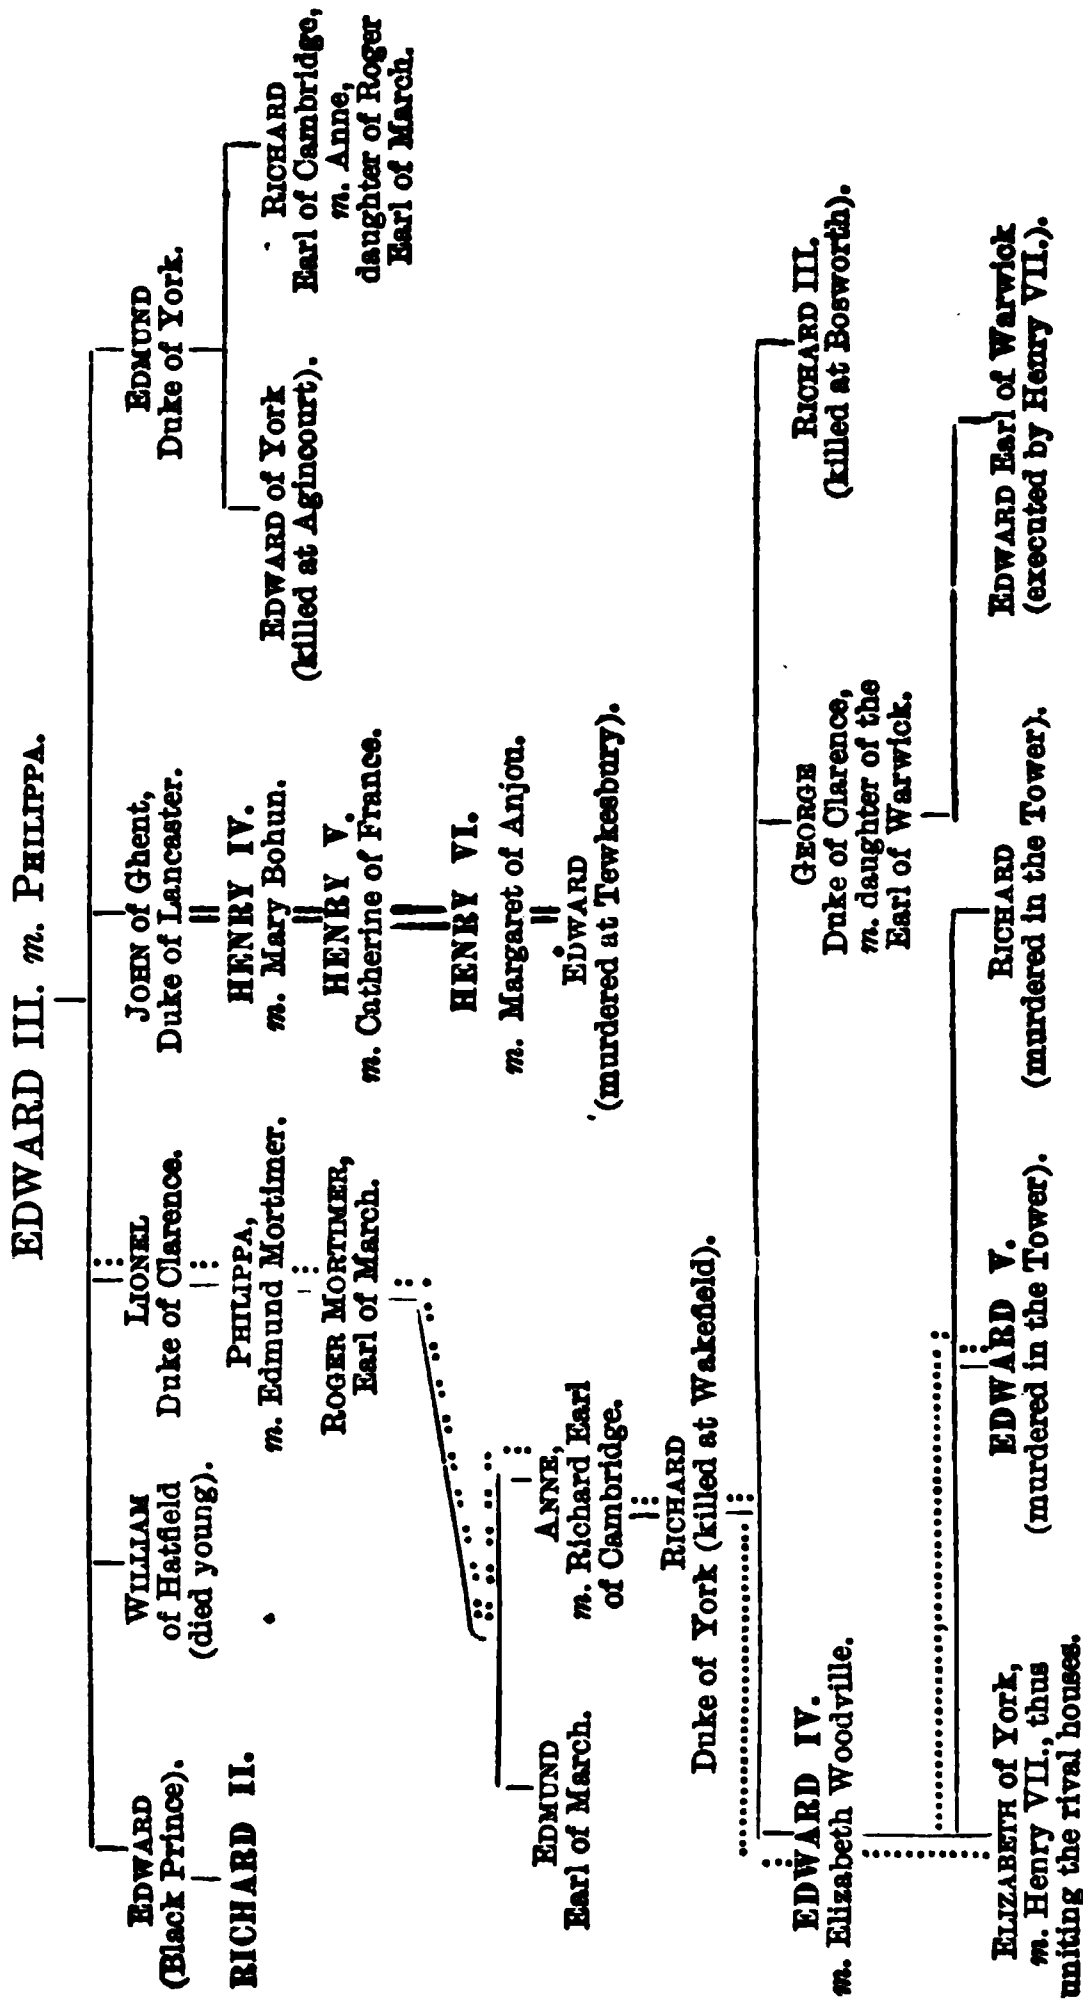 EDWARD III. m. PHILIPPA.
EDWARD
(Black Prince).
RICHARD II.
WILLIAM
of Hatfield
(died young).
LIONEL
Duke of Clarence.
PHILIPPA,
m. Edmund Mortimer.
ROGER MORTIMER,
Earl of March.
JOHN of Ghent,
Duke of Lancaster.
HENRY IV.
m. Mary Bohun.
HENRY V.
m. Catherine of France.
HENRY VI.
m. Margaret of Anjou.
EDWARD
(murdered at Tewkesbury).
EDMUND
Duke of York.
EDWARD of York
(killed at Agincourt).
RICHARD
Earl of Cambridge,
m. Anne,
daughter of Roger
Earl of March.
EDMUND
Earl of March.
ANNE,
m. Richard Earl
of Cambridge.
RICHARD
Duke of York (killed at Wakefield).
EDWARD IV.
m. Elizabeth Woodville.
GEORGE
Duke of Clarence,
m. daughter of the
Earl of Warwick.
RICHARD III.
(killed at Bosworth).
ELIZABETH of York,
m. Henry VII., thus
uniting the rival houses.
EDWARD V.
(murdered in the Tower).
RICHARD
(murdered in the Tower).
EDWARD Earl of Warwick
(executed by Henry VII.).